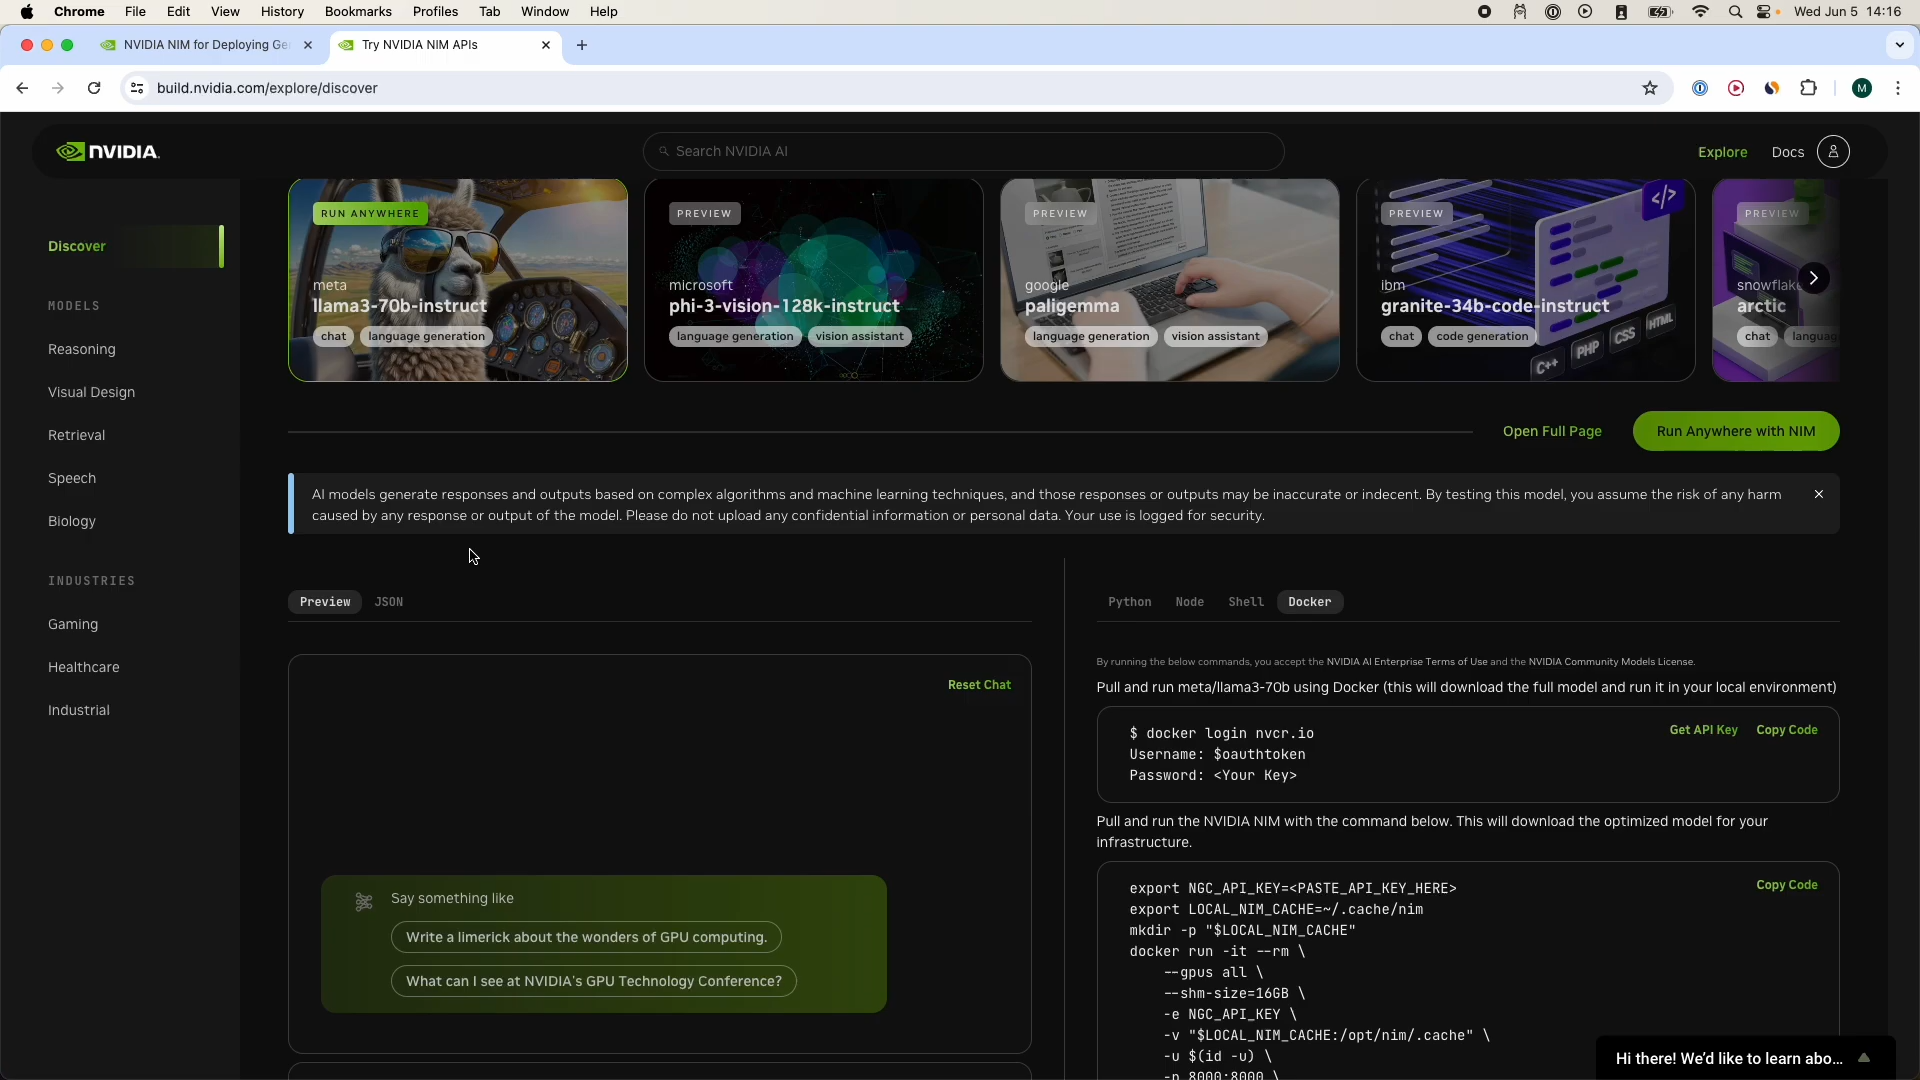 Chrome File Edit View History Bookmarks Profiles Tab Window Help
Wed Jun 5 14:16
NVIDIA NIM for Deploying Ge
Try NVIDIA NIM APIs
build.nvidia.com/explore/discover
M
NVIDIA.
Search NVIDIA AI
Explore
Docs
Discover
MODELS
Reasoning
Visual Design
Retrieval
Speech
Biology
INDUSTRIES
Gaming
Healthcare
Industrial
RUN ANYWHERE
meta
llama3-70b-instruct
chat language generation
PREVIEW
microsoft
phi-3-vision-128k-instruct
language generation vision assistant
PREVIEW
google
paligemma
language generation vision assistant
PREVIEW
</>
ibm
granite-34b-code-instruct
chat code generation
C++ PHP CSS HTML
PREVIEW
snowflake
arctic
chat langua
Open Full Page
Run Anywhere with NIM
AI models generate responses and outputs based on complex algorithms and machine learning techniques, and those responses or outputs may be inaccurate or indecent. By testing this model, you assume the risk of any harm
caused by any response or output of the model. Please do not upload any confidential information or personal data. Your use is logged for security.
Preview JSON
Reset Chat
Say something like
Write a limerick about the wonders of GPU computing.
What can I see at NVIDIA's GPU Technology Conference?
Python Node Shell Docker
By running the below commands, you accept the NVIDIA AI Enterprise Terms of Use and the NVIDIA Community Models License.
Pull and run meta/llama3-70b using Docker (this will download the full model and run it in your local environment)
Get API Key Copy Code
$ docker login nvcr.io
Username: $oauthtoken
Password: <Your Key>
Pull and run the NVIDIA NIM with the command below. This will download the optimized model for your
infrastructure.
Copy Code
export NGC_API_KEY=<PASTE_API_KEY_HERE>
export LOCAL_NIM_CACHE=~/.cache/nim
mkdir -p "$LOCAL_NIM_CACHE"
docker run -it --rm \
--gpus all \
--shm-size=16GB \
-e NGC_API_KEY \
-v "$LOCAL_NIM_CACHE:/opt/nim/.cache" \
-u $(id -u) \
-p 8000:8000 \
Hi there! We'd like to learn abo...